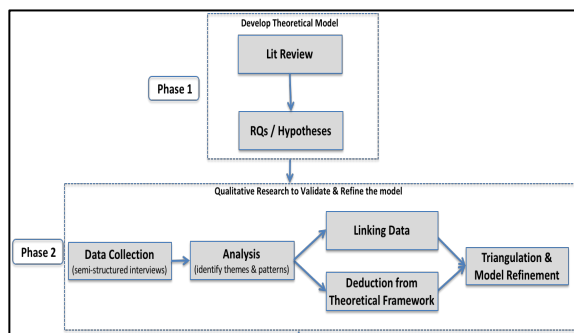 Develop Theoretical Model
Lit Review
Phase 1
RQs / Hypotheses
Qualitative Research to Validate & Refine the model
Phase 2
Data Collection
(semi-structured interviews)
Analysis
(identify themes & patterns)
Linking Data
Deduction from
Theoretical Framework
Triangulation &
Model Refinement